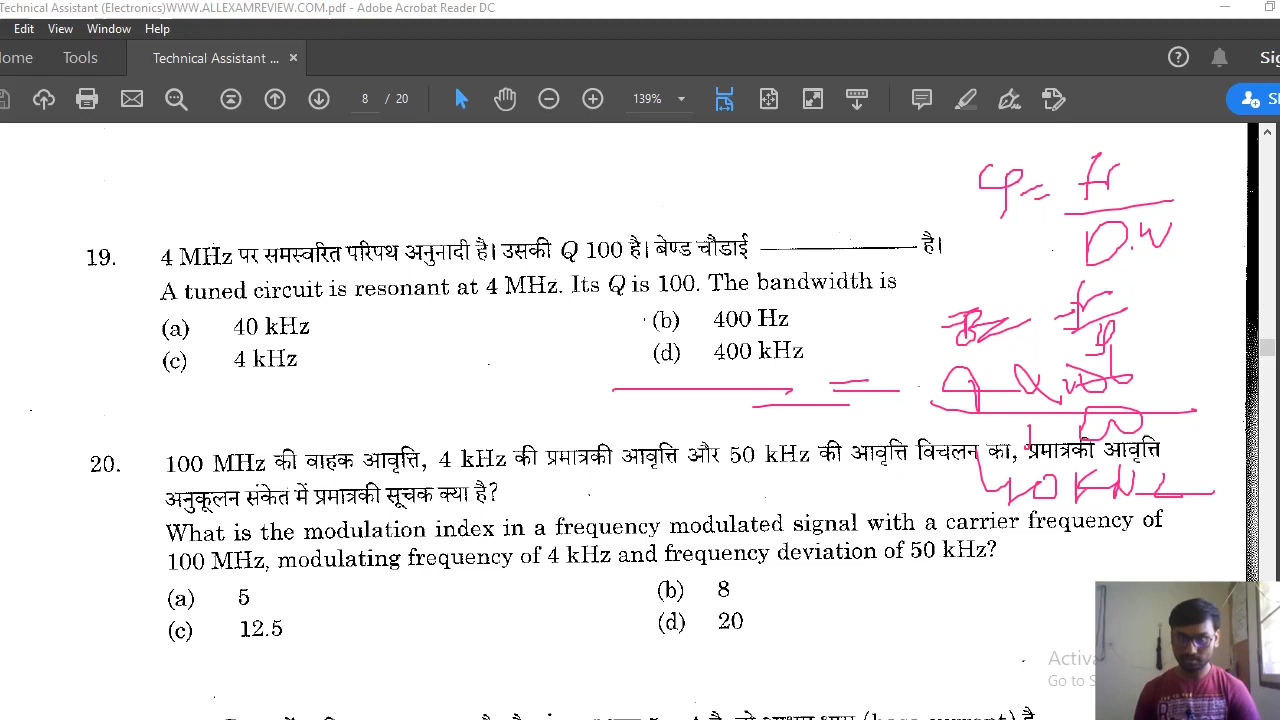 Technical Assistant (Electronics)WWW.ALLEXAMREVIEW.COM.pdf - Adobe Acrobat Reader DC
Edit View Window Help
ome Tools Technical Assistant ... × Sig
8 / 20 139%
19. 4 MHz पर समस्वरित परिपथ अनुनादी है। उसकी Q 100 है। बेण्ड चौडाई ——— है।
A tuned circuit is resonant at 4 MHz. Its Q is 100. The bandwidth is
(a) 40 kHz (b) 400 Hz
(c) 4 kHz (d) 400 kHz
fr
B.W
40 KHz
20. 100 MHz की वाहक आवृत्ति, 4 kHz की प्रमात्रकी आवृत्ति और 50 kHz की आवृत्ति विचलन का, प्रमात्रकी आवृत्ति
अनुकूलन संकेत में प्रमात्रकी सूचक क्या है?
What is the modulation index in a frequency modulated signal with a carrier frequency of
100 MHz, modulating frequency of 4 kHz and frequency deviation of 50 kHz?
(a) 5 (b) 8
(c) 12.5 (d) 20
Activa
Go to S
(base current) है